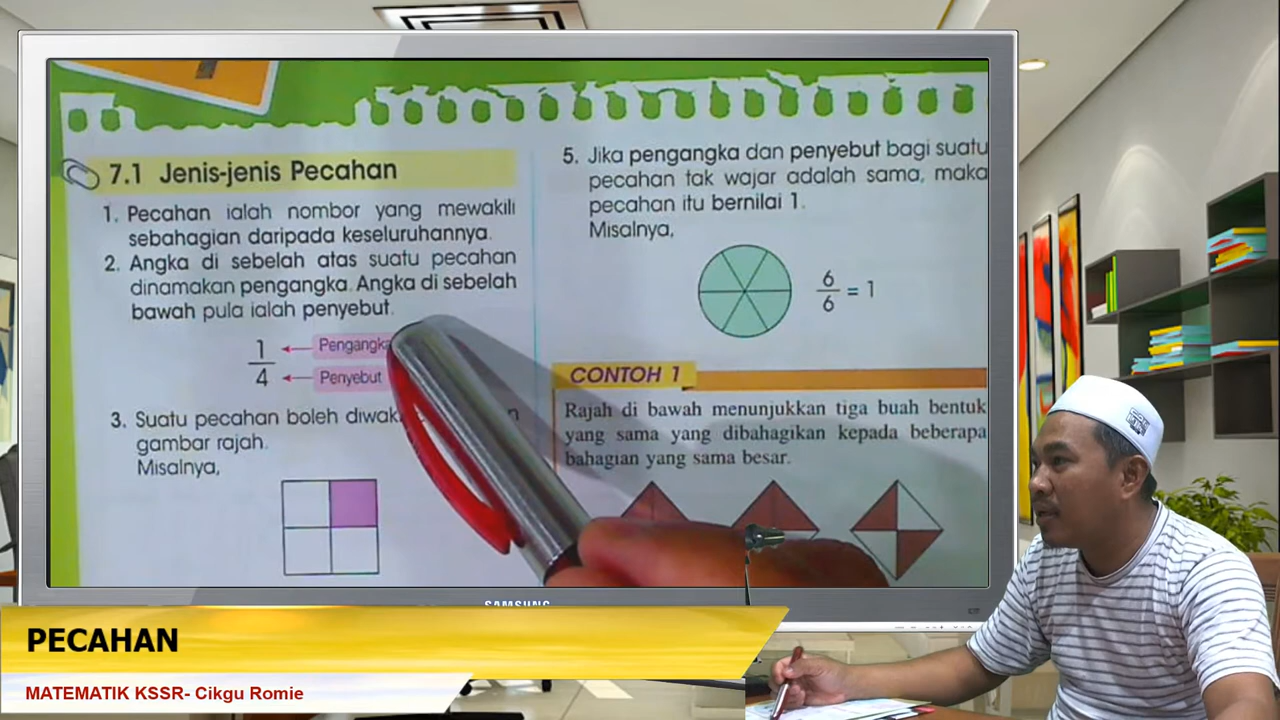 7.1 Jenis-jenis Pecahan
1. Pecahan ialah nombor yang mewakili
sebahagian daripada keseluruhannya.
2. Angka di sebelah atas suatu pecahan
dinamakan pengangka. Angka di sebelah
bawah pula ialah penyebut.
1
Pengangka
4
Penyebut
3. Suatu pecahan boleh
gambar rajah.
Misalnya,
5. Jika pengangka dan penyebut bagi suatu
pecahan tak wajar adalah sama, maka
pecahan itu bernilai 1.
Misalnya,
6
6 = 1
CONTOH 1
Rajah di bawah menunjukkan tiga buah bentuk
yang sama yang dibahagikan kepada beberapa
bahagian yang sama besar.
SAMSUNG
PECAHAN
MATEMATIK KSSR- Cikgu Romie